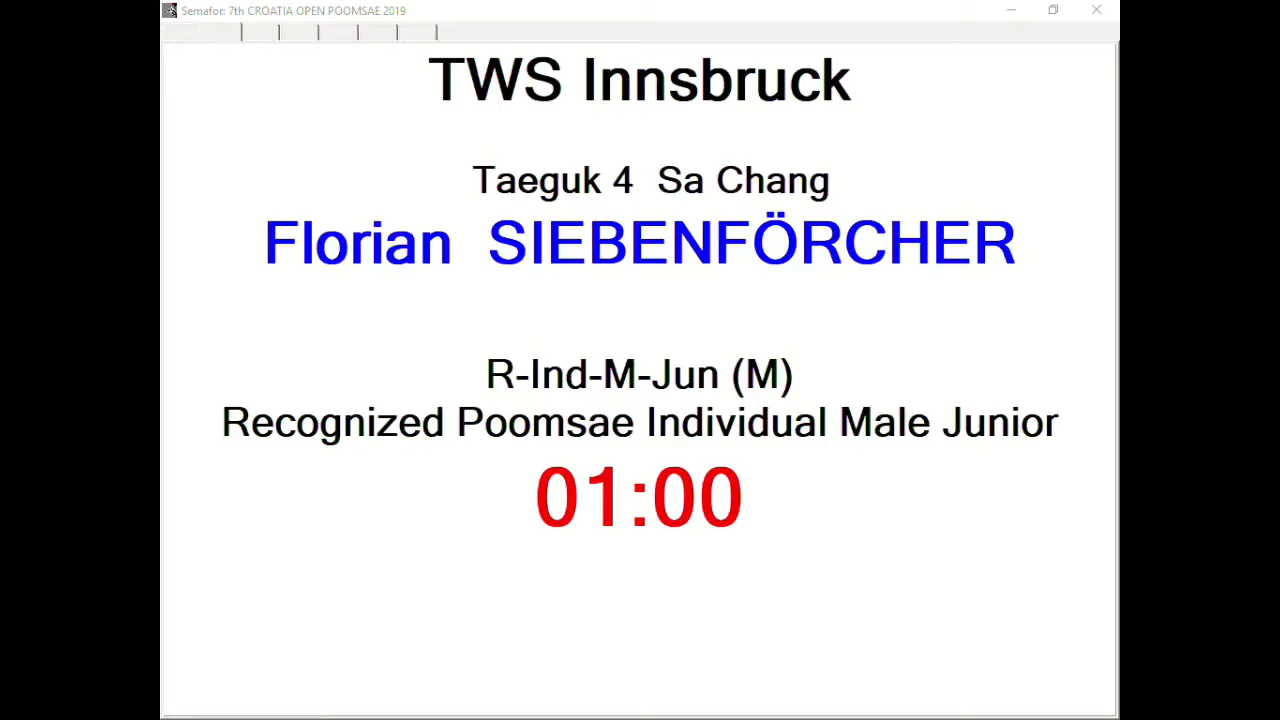 Semafor: 7th CROATIA OPEN POOMSAE 2019
TWS Innsbruck
Taeguk 4 Sa Chang
Florian SIEBENFÖRCHER
R-Ind-M-Jun (M)
Recognized Poomsae Individual Male Junior
01:00